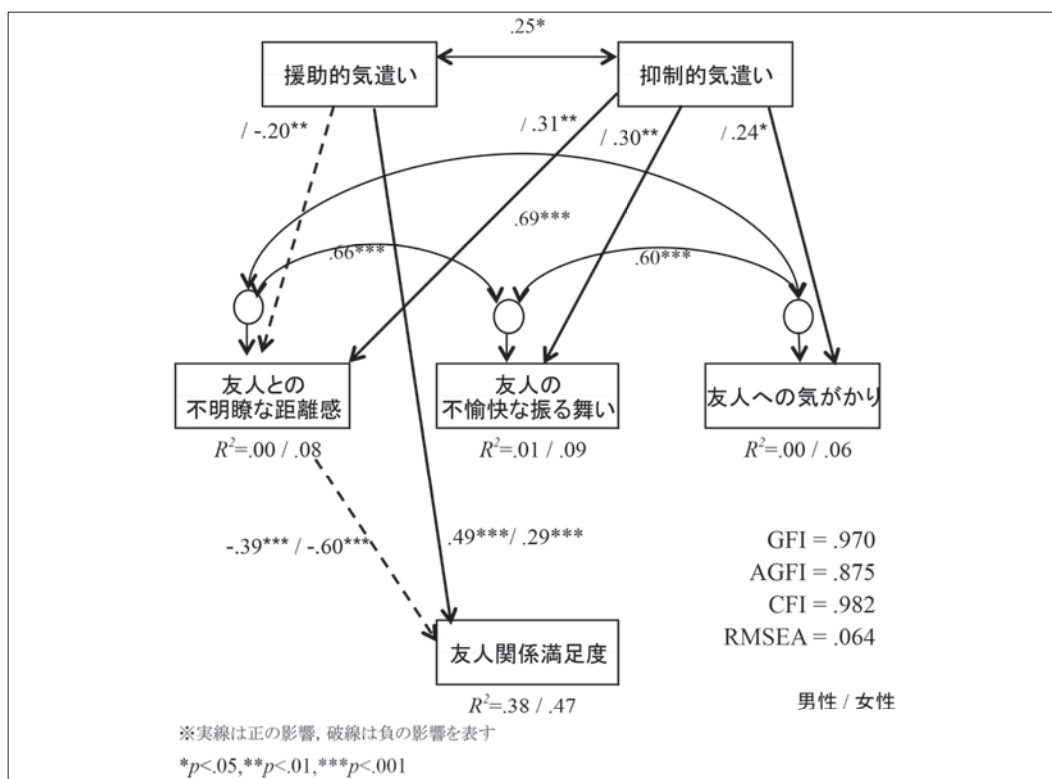 .25*
援助的気遣い
抑制的気遣い
/ -.20**
/ .31**
/ .30**
/ .24*
.69***
.66***
.60***
友人との
不明瞭な距離感
友人の
不愉快な振る舞い
友人への気がかり
R²=.00 / .08
R²=.01 / .09
R²=.00 / .06
-.39*** / -.60***
.49***/ .29***
GFI = .970
AGFI = .875
CFI = .982
RMSEA = .064
友人関係満足度
R²=.38 / .47
男性 / 女性
※実線は正の影響, 破線は負の影響を表す
*p<.05,**p<.01,***p<.001